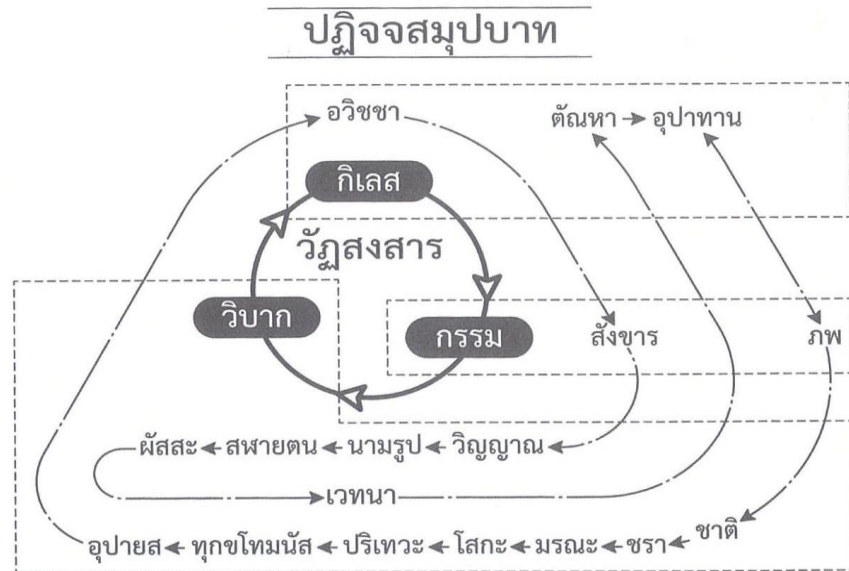 ปฏิจจสมุปบาท
อวิชชา ตัณหา อุปาทาน
กิเลส
วัฏสงสาร
วิบาก กรรม สังขาร ภพ
ผัสสะ สฬายตน นามรูป วิญญาณ
เวทนา
อุปายส ทุกขโทมนัส ปริเทวะ โสกะ มรณะ ชรา ชาติ